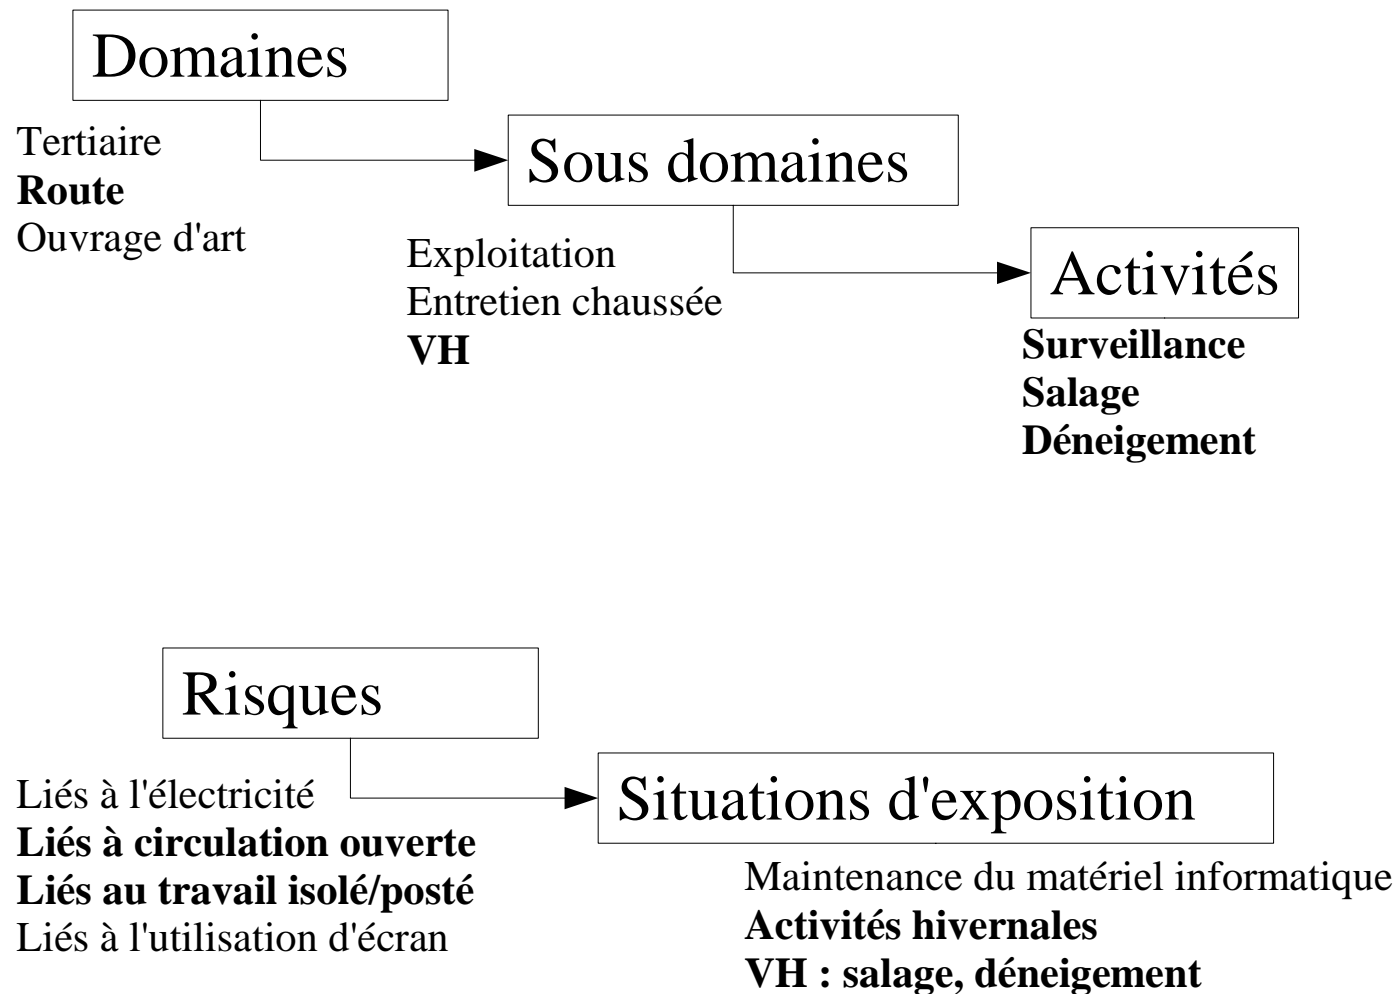 Domaines
Tertiaire
Route
Ouvrage d'art
Sous domaines
Exploitation
Entretien chaussée
VH
Activités
Surveillance
Salage
Déneigement
Risques
Liés à l'électricité
Liés à circulation ouverte
Liés au travail isolé/posté
Liés à l'utilisation d'écran
Situations d'exposition
Maintenance du matériel informatique
Activités hivernales
VH : salage, déneigement